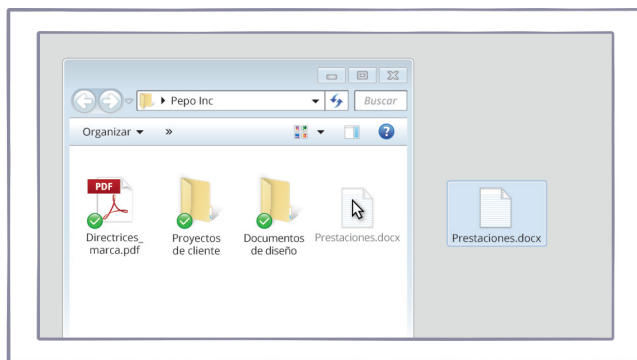 Pepo Inc
Buscar
Organizar
»
PDF
Directrices_
marca.pdf
Proyectos
de cliente
Documentos
de diseño
Prestaciones.docx
Prestaciones.docx